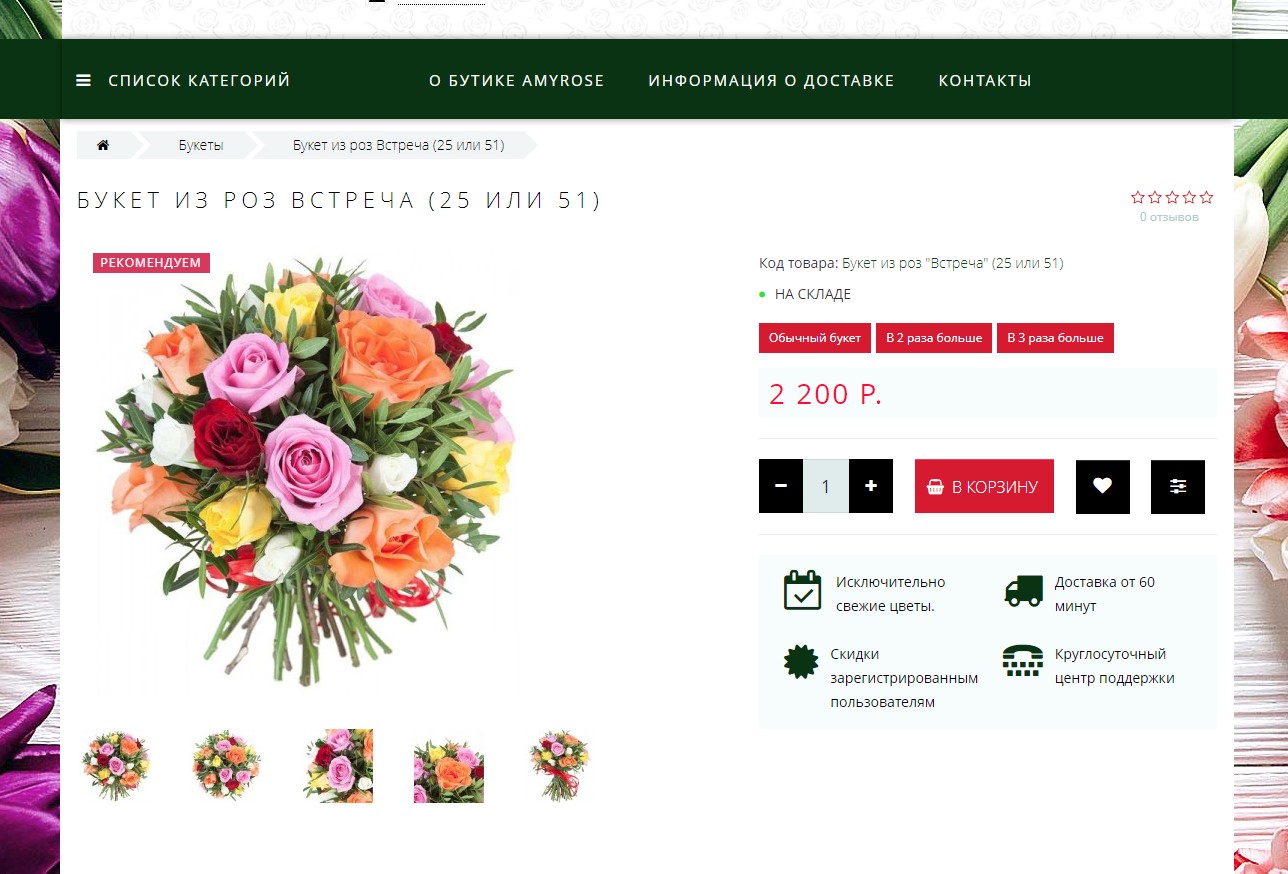 СПИСОК КАТЕГОРИЙ
О БУТИКЕ AMYROSE
ИНФОРМАЦИЯ О ДОСТАВКЕ
КОНТАКТЫ
Букеты
Букет из роз Встреча (25 или 51)
БУКЕТ ИЗ РОЗ ВСТРЕЧА (25 ИЛИ 51)
0 отзывов
РЕКОМЕНДУЕМ
Код товара: Букет из роз "Встреча" (25 или 51)
НА СКЛАДЕ
Обычный букет
В 2 раза больше
В 3 раза больше
2 200 Р.
1
В КОРЗИНУ
Исключительно
свежие цветы.
Доставка от 60
минут
Скидки
зарегистрированным
пользователям
Круглосуточный
центр поддержки